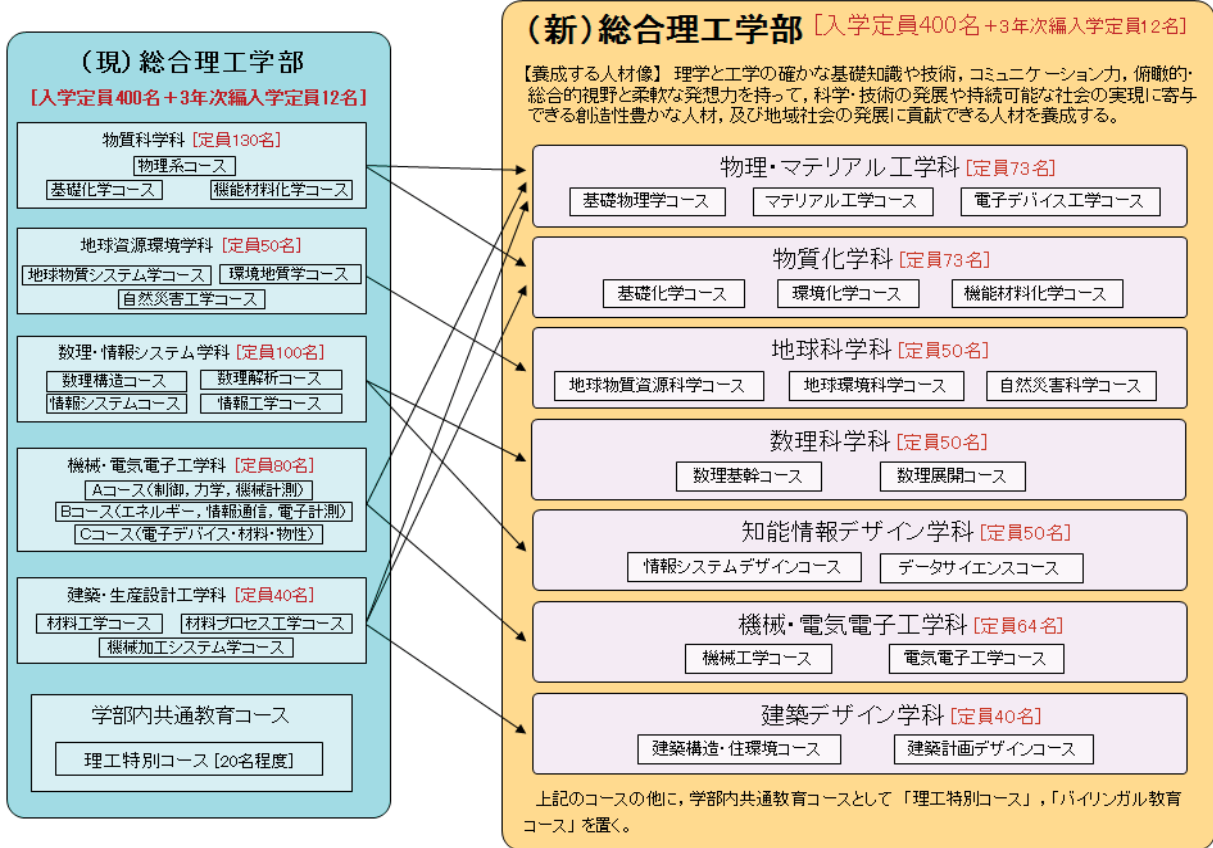 (現)総合理工学部
[入学定員400名+3年次編入学定員12名]
物質科学科 [定員130名]
物理系コース
基礎化学コース 機能材料化学コース
地球資源環境学科 [定員50名]
地球物質システム学コース 環境地質学コース
自然災害工学コース
数理・情報システム学科 [定員100名]
数理構造コース 数理解析コース
情報システムコース 情報工学コース
機械・電気電子工学科 [定員80名]
Aコース(制御, 力学, 機械計測)
Bコース(エネルギー, 情報通信, 電子計測)
Cコース(電子デバイス・材料・物性)
建築・生産設計工学科 [定員40名]
材料工学コース 材料プロセス工学コース
機械加工システム学コース
学部内共通教育コース
理工特別コース [20名程度]
(新)総合理工学部 [入学定員400名+3年次編入学定員12名]
【養成する人材像】 理学と工学の確かな基礎知識や技術, コミュニケーション力, 俯瞰的・
総合的視野と柔軟な発想力を持って, 科学・技術の発展や持続可能な社会の実現に寄与
できる創造性豊かな人材, 及び地域社会の発展に貢献できる人材を養成する。
物理・マテリアル工学科 [定員73名]
基礎物理学コース マテリアル工学コース 電子デバイス工学コース
物質化学科 [定員73名]
基礎化学コース 環境化学コース 機能材料化学コース
地球科学科 [定員50名]
地球物質資源科学コース 地球環境科学コース 自然災害科学コース
数理科学科 [定員50名]
数理基幹コース 数理展開コース
知能情報デザイン学科 [定員50名]
情報システムデザインコース データサイエンスコース
機械・電気電子工学科 [定員64名]
機械工学コース 電気電子工学コース
建築デザイン学科 [定員40名]
建築構造・住環境コース 建築計画デザインコース
上記のコースの他に, 学部内共通教育コースとして 「理工特別コース」, 「バイリンガル教育
コース」を置く。